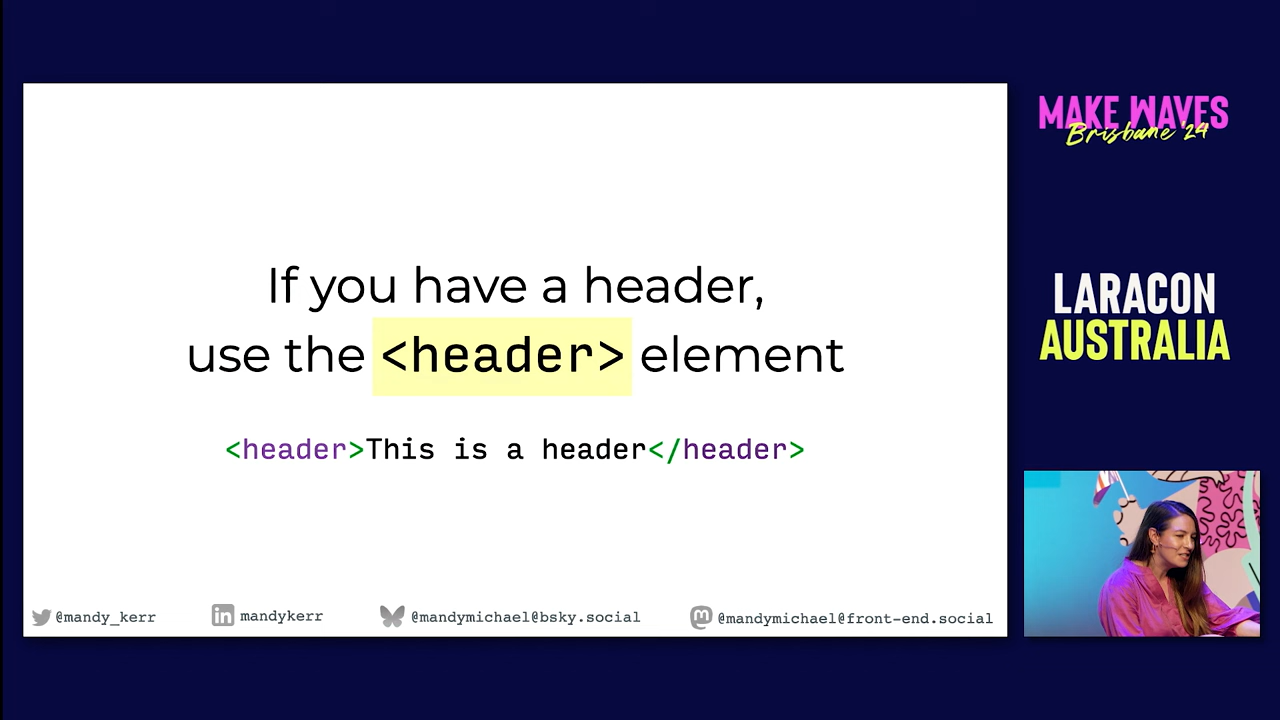 If you have a header,
use the <header> element
<header>This is a header</header>
@mandy_kerr
mandykerr
@mandymichael@bsky.social
@mandymichael@front-end.social
MAKE WAVES
Brisbane '24
LARACON
AUSTRALIA